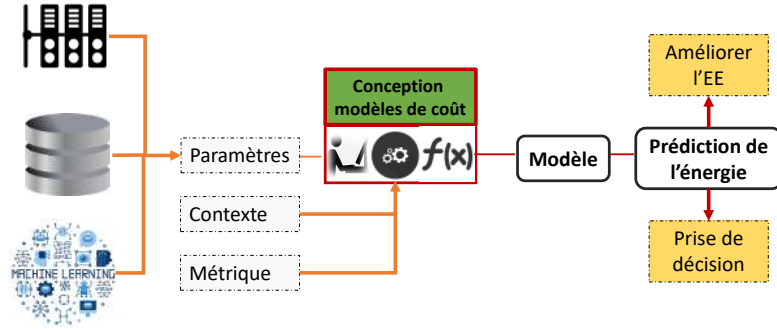 Conception
modèles de coût
f(x)
Paramètres
Contexte
Métrique
MACHINE LEARNING
Modèle
Prédiction de
l'énergie
Améliorer
l'EE
Prise de
décision